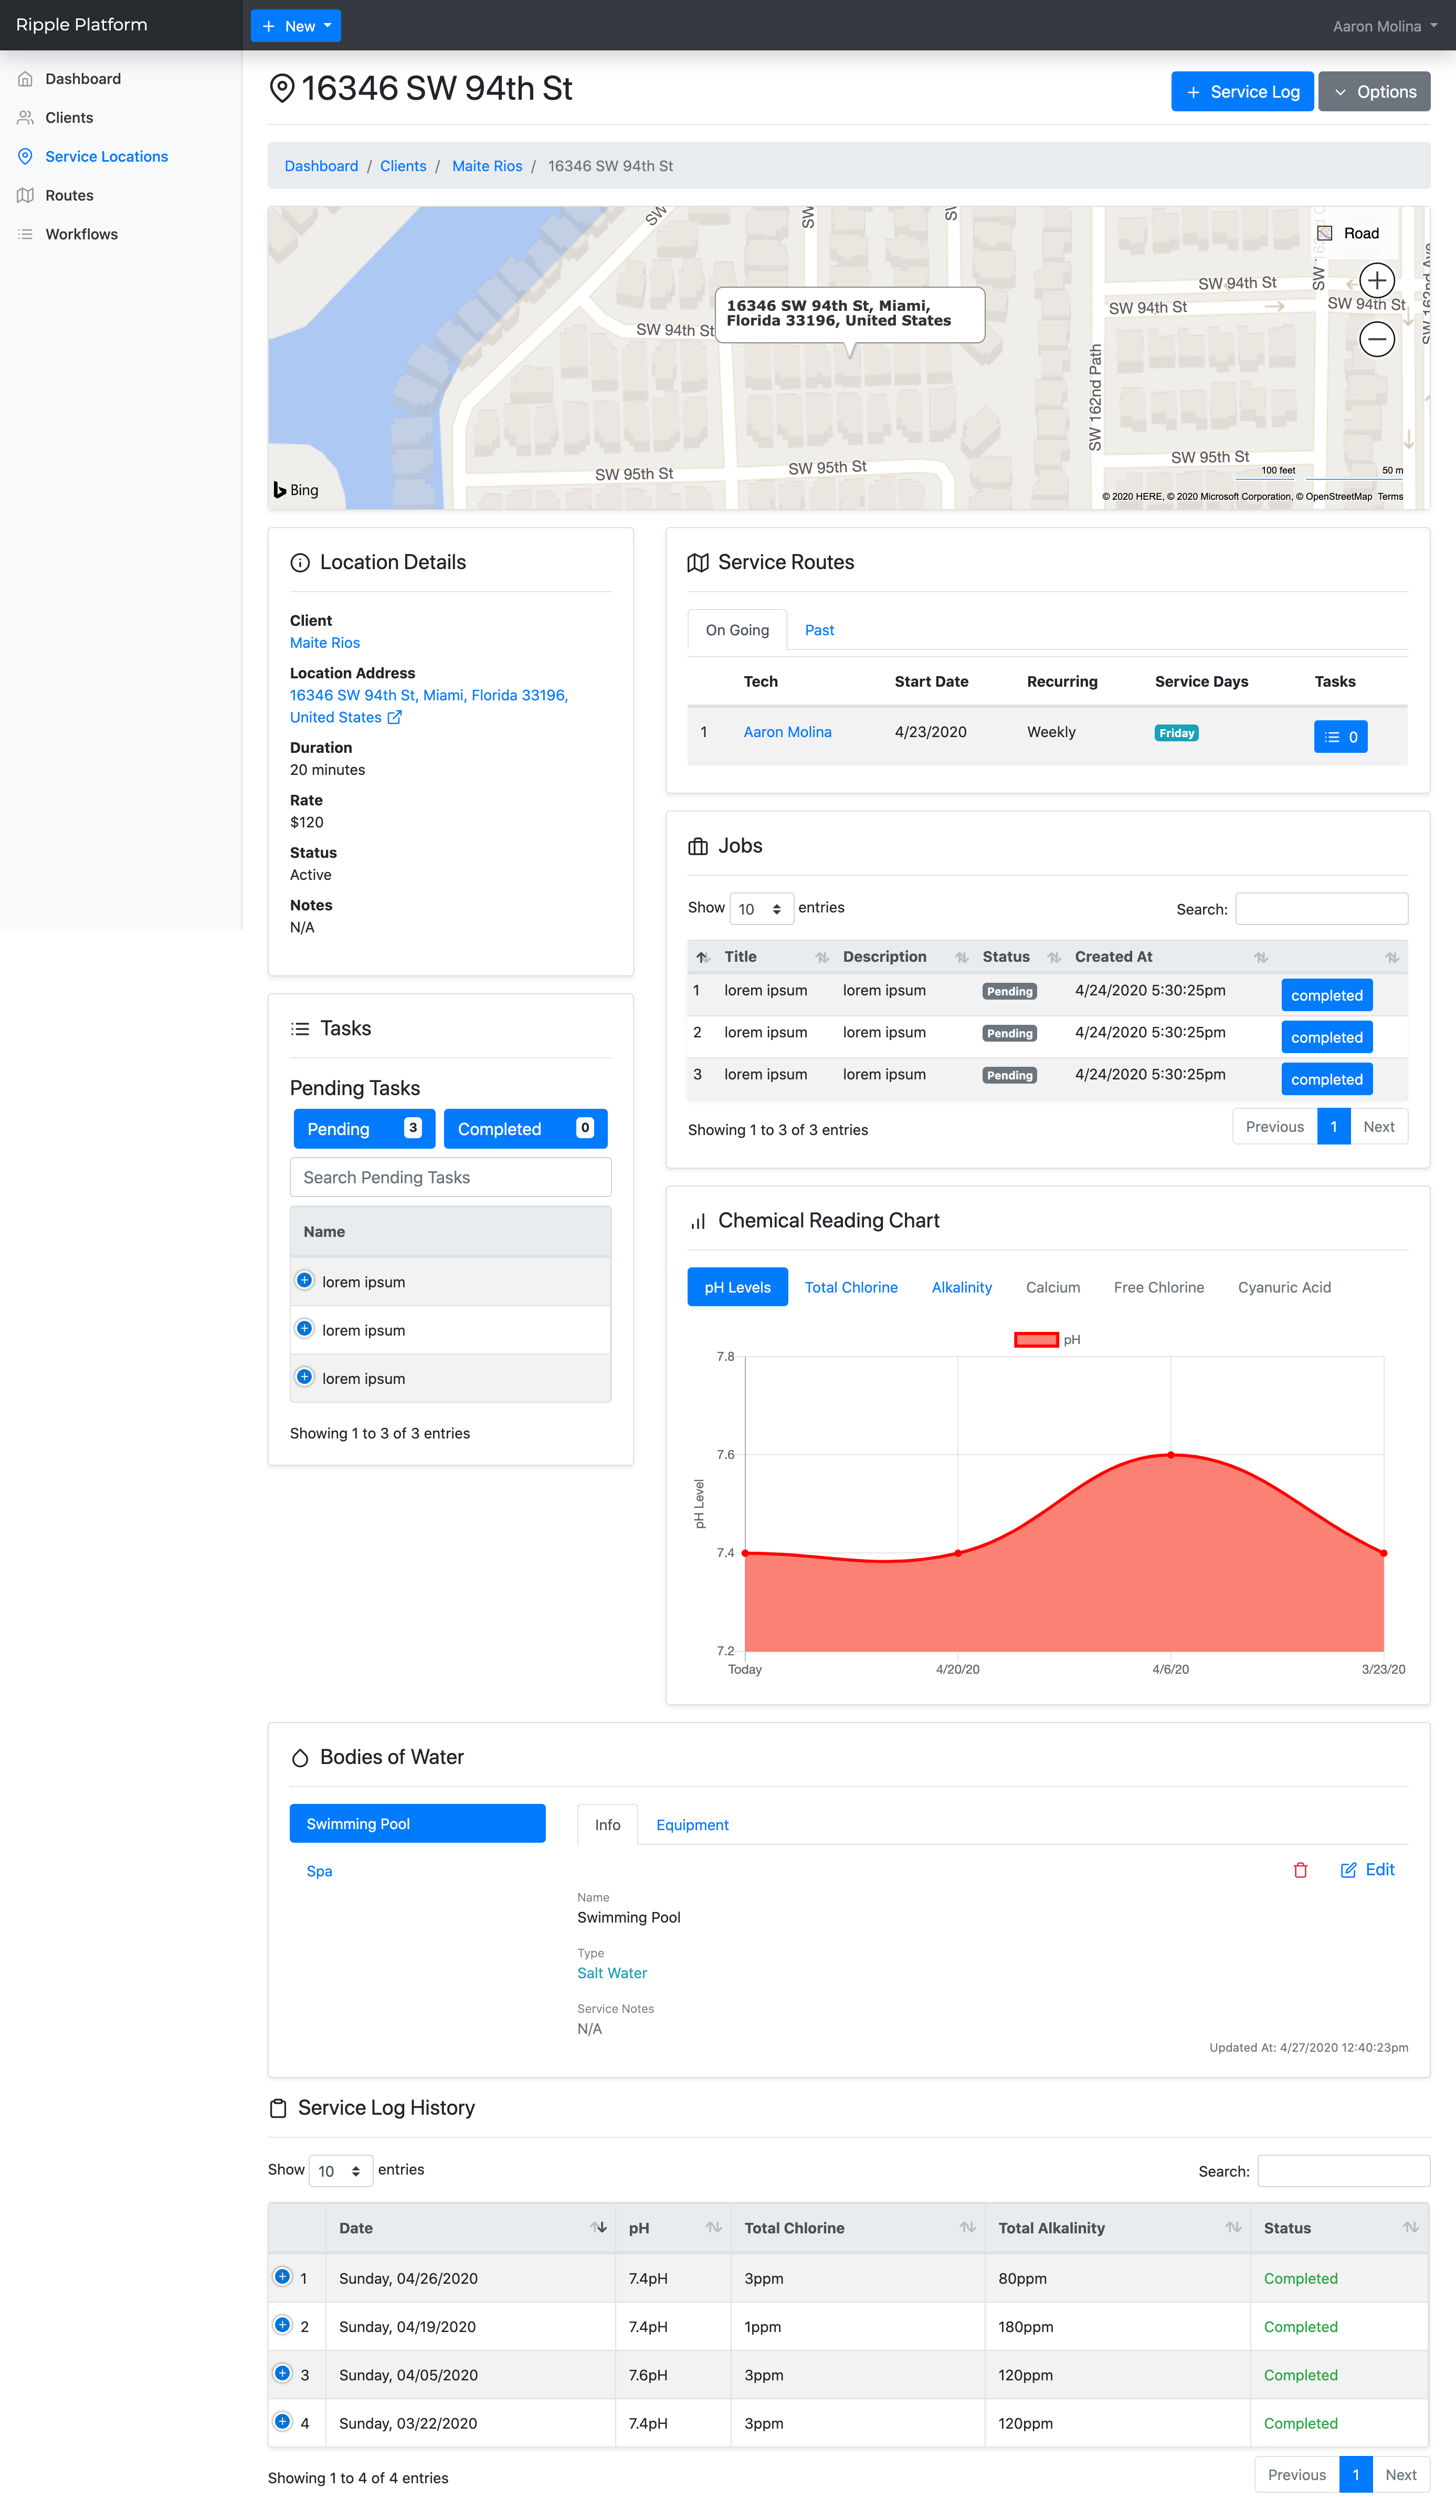 Ripple Platform
+ New
Aaron Molina
Dashboard
Clients
Service Locations
Routes
Workflows
16346 SW 94th St
+ Service Log
Options
Dashboard / Clients / Maite Rios / 16346 SW 94th St
SW
SW
SW
Road
SW 94th St
SW 94th St
SW 94th St
SW 94th St
SW 162nd Ave
16346 SW 94th St, Miami,
Florida 33196, United States
SW 162nd Path
SW 95th St
SW 95th St
SW 95th St
100 feet
50 m
Bing
© 2020 HERE, © 2020 Microsoft Corporation, © OpenStreetMap Terms
Location Details
Client
Maite Rios
Location Address
16346 SW 94th St, Miami, Florida 33196,
United States
Duration
20 minutes
Rate
$120
Status
Active
Notes
N/A
Tasks
Pending Tasks
Pending 3
Completed 0
Search Pending Tasks
Name
lorem ipsum
lorem ipsum
lorem ipsum
Showing 1 to 3 of 3 entries
Service Routes
On Going
Past
Tech Start Date Recurring Service Days Tasks
1 Aaron Molina 4/23/2020 Weekly Friday 0
Jobs
Show 10 entries
Search:
Title Description Status Created At
1 lorem ipsum lorem ipsum Pending 4/24/2020 5:30:25pm completed
2 lorem ipsum lorem ipsum Pending 4/24/2020 5:30:25pm completed
3 lorem ipsum lorem ipsum Pending 4/24/2020 5:30:25pm completed
Showing 1 to 3 of 3 entries
Previous 1 Next
Chemical Reading Chart
pH Levels Total Chlorine Alkalinity Calcium Free Chlorine Cyanuric Acid
pH
7.8
7.6
pH Level
7.4
7.2
Today 4/20/20 4/6/20 3/23/20
Bodies of Water
Swimming Pool
Spa
Info
Equipment
Edit
Name
Swimming Pool
Type
Salt Water
Service Notes
N/A
Updated At: 4/27/2020 12:40:23pm
Service Log History
Show 10 entries
Search:
Date pH Total Chlorine Total Alkalinity Status
1 Sunday, 04/26/2020 7.4pH 3ppm 80ppm Completed
2 Sunday, 04/19/2020 7.4pH 1ppm 180ppm Completed
3 Sunday, 04/05/2020 7.6pH 3ppm 120ppm Completed
4 Sunday, 03/22/2020 7.4pH 3ppm 120ppm Completed
Showing 1 to 4 of 4 entries
Previous 1 Next